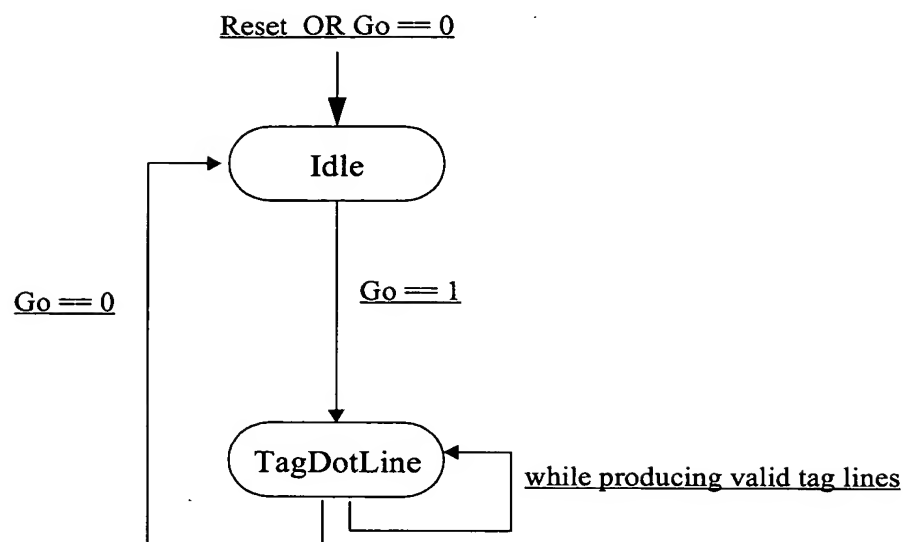 Reset OR Go == 0
Idle
Go == 0
Go == 1
TagDotLine
while producing valid tag lines